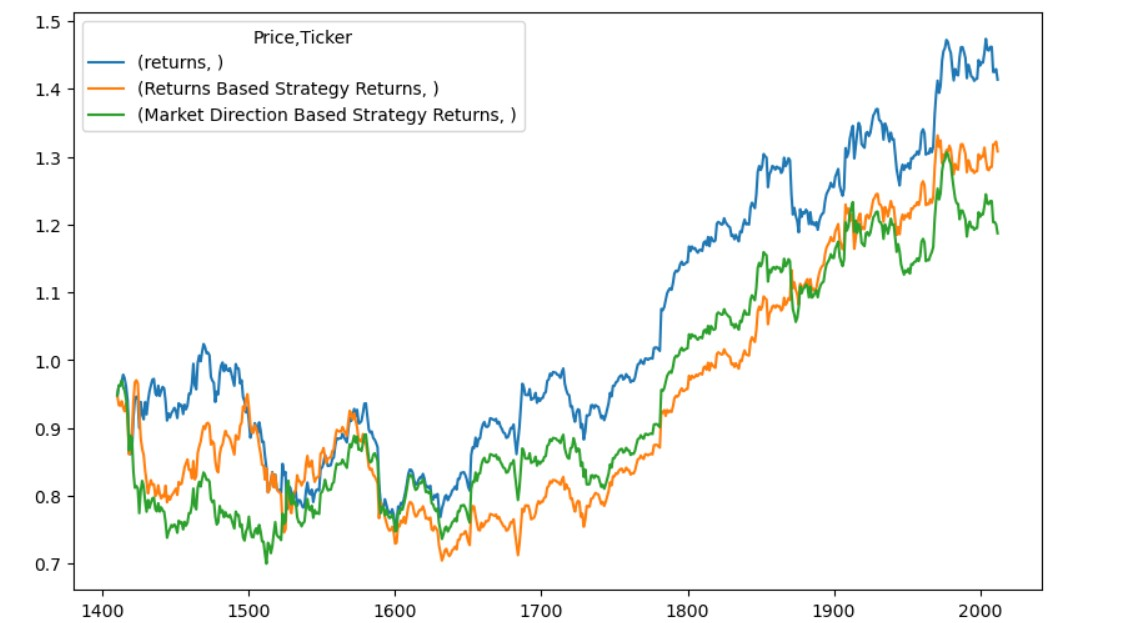 Price,Ticker
(returns, )
(Returns Based Strategy Returns, )
(Market Direction Based Strategy Returns, )
1.5
1.4
1.3
1.2
1.1
1.0
0.9
0.8
0.7
1400 1500 1600 1700 1800 1900 2000